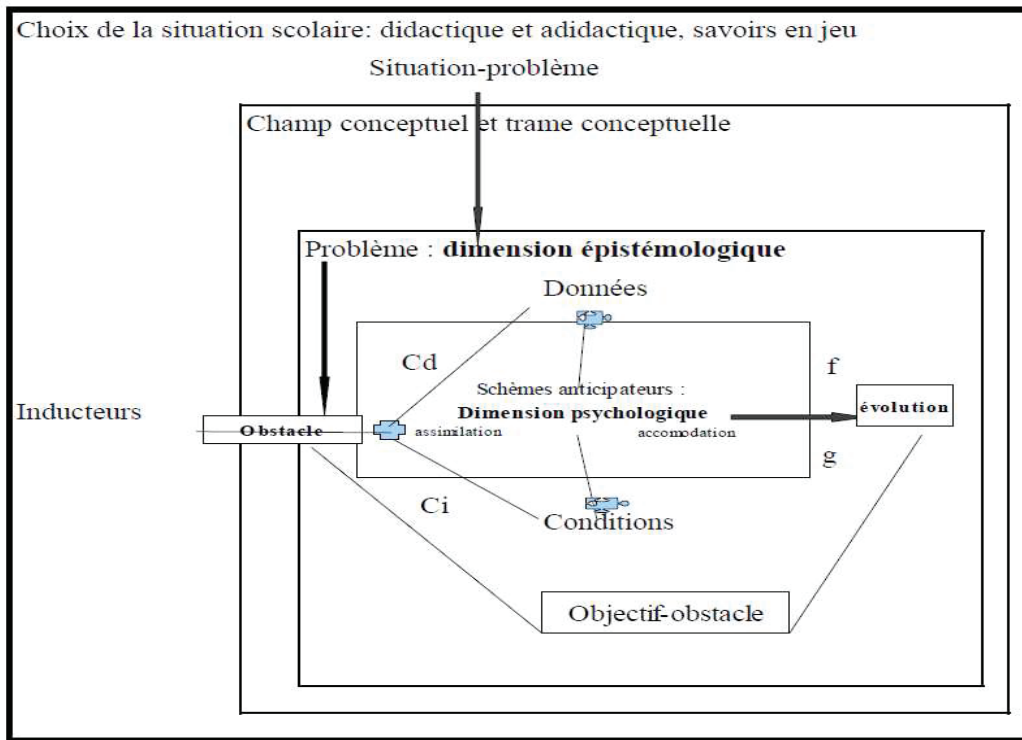 Choix de la situation scolaire: didactique et adidactique, savoirs en jeu
Situation-problème
Champ conceptuel et trame conceptuelle
Problème : dimension épistémologique
Données
Cd
f
Schèmes anticipateurs :
Inducteurs
Dimension psychologique
évolution
Obstacle
assimilation
accomodation
g
Ci
Conditions
Objectif-obstacle